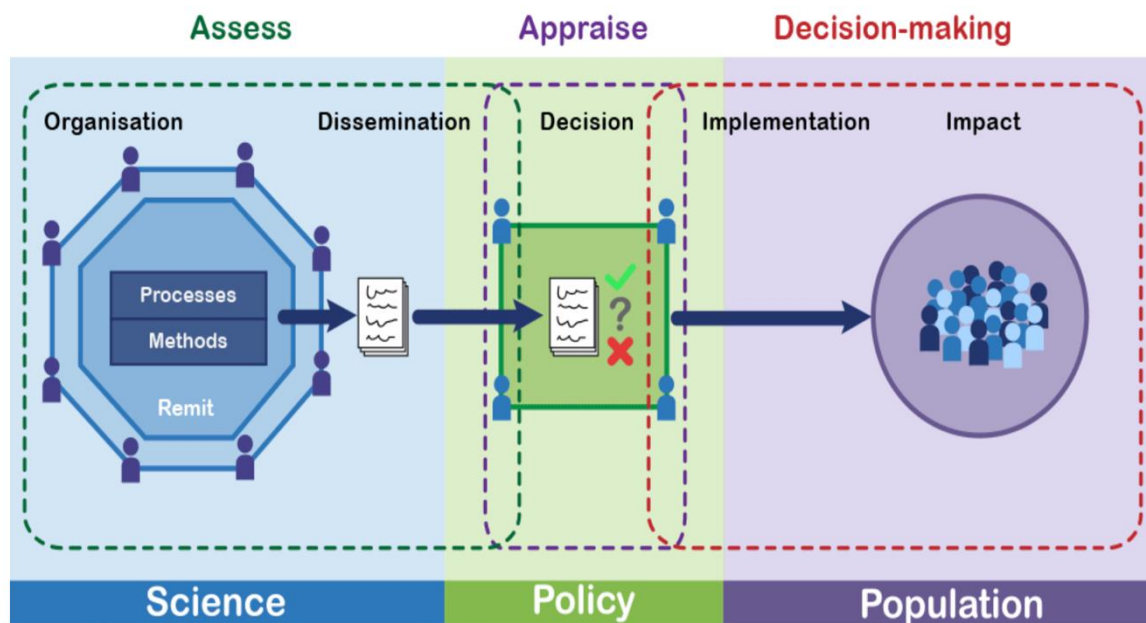 Assess
Appraise
Decision-making
Organisation
Dissemination
Decision
Implementation
Impact
Processes
Methods
Remit
?
Science
Policy
Population